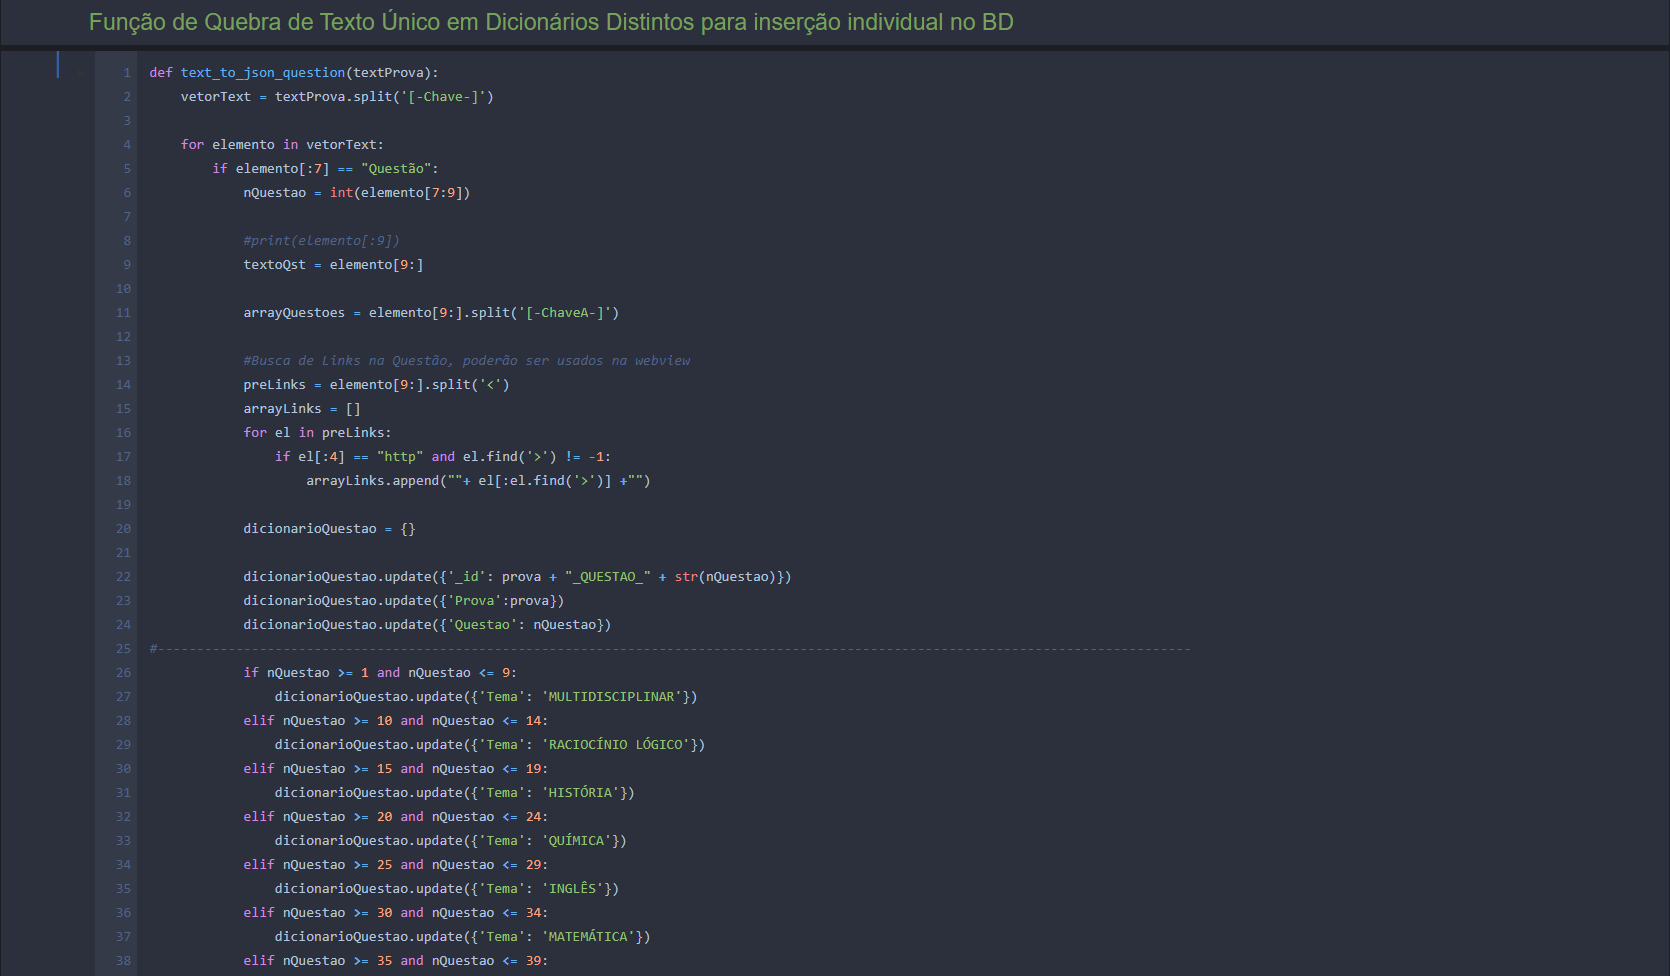 Função de Quebra de Texto Único em Dicionários Distintos para inserção individual no BD
1 def text_to_json_question(textProva):
2     vetorText = textProva.split('[-Chave-]')
3
4     for elemento in vetorText:
5         if elemento[:7] == "Questão":
6             nQuestao = int(elemento[7:9])
7
8             #print(elemento[:9])
9             textoQst = elemento[9:]
10
11             arrayQuestoes = elemento[9:].split('[-ChaveA-]')
12
13             #Busca de Links na Questão, poderão ser usados na webview
14             preLinks = elemento[9:].split('<')
15             arrayLinks = []
16             for el in preLinks:
17                 if el[:4] == "http" and el.find('>') != -1:
18                     arrayLinks.append(""+ el[:el.find('>')] +"")
19
20             dicionarioQuestao = {}
21
22             dicionarioQuestao.update({'_id': prova + "_QUESTAO_" + str(nQuestao)})
23             dicionarioQuestao.update({'Prova':prova})
24             dicionarioQuestao.update({'Questao': nQuestao})
25 #------------------------------------------------------------------------------------------------------------------------------------
26             if nQuestao >= 1 and nQuestao <= 9:
27                 dicionarioQuestao.update({'Tema': 'MULTIDISCIPLINAR'})
28             elif nQuestao >= 10 and nQuestao <= 14:
29                 dicionarioQuestao.update({'Tema': 'RACIOCÍNIO LÓGICO'})
30             elif nQuestao >= 15 and nQuestao <= 19:
31                 dicionarioQuestao.update({'Tema': 'HISTÓRIA'})
32             elif nQuestao >= 20 and nQuestao <= 24:
33                 dicionarioQuestao.update({'Tema': 'QUÍMICA'})
34             elif nQuestao >= 25 and nQuestao <= 29:
35                 dicionarioQuestao.update({'Tema': 'INGLÊS'})
36             elif nQuestao >= 30 and nQuestao <= 34:
37                 dicionarioQuestao.update({'Tema': 'MATEMÁTICA'})
38             elif nQuestao >= 35 and nQuestao <= 39: